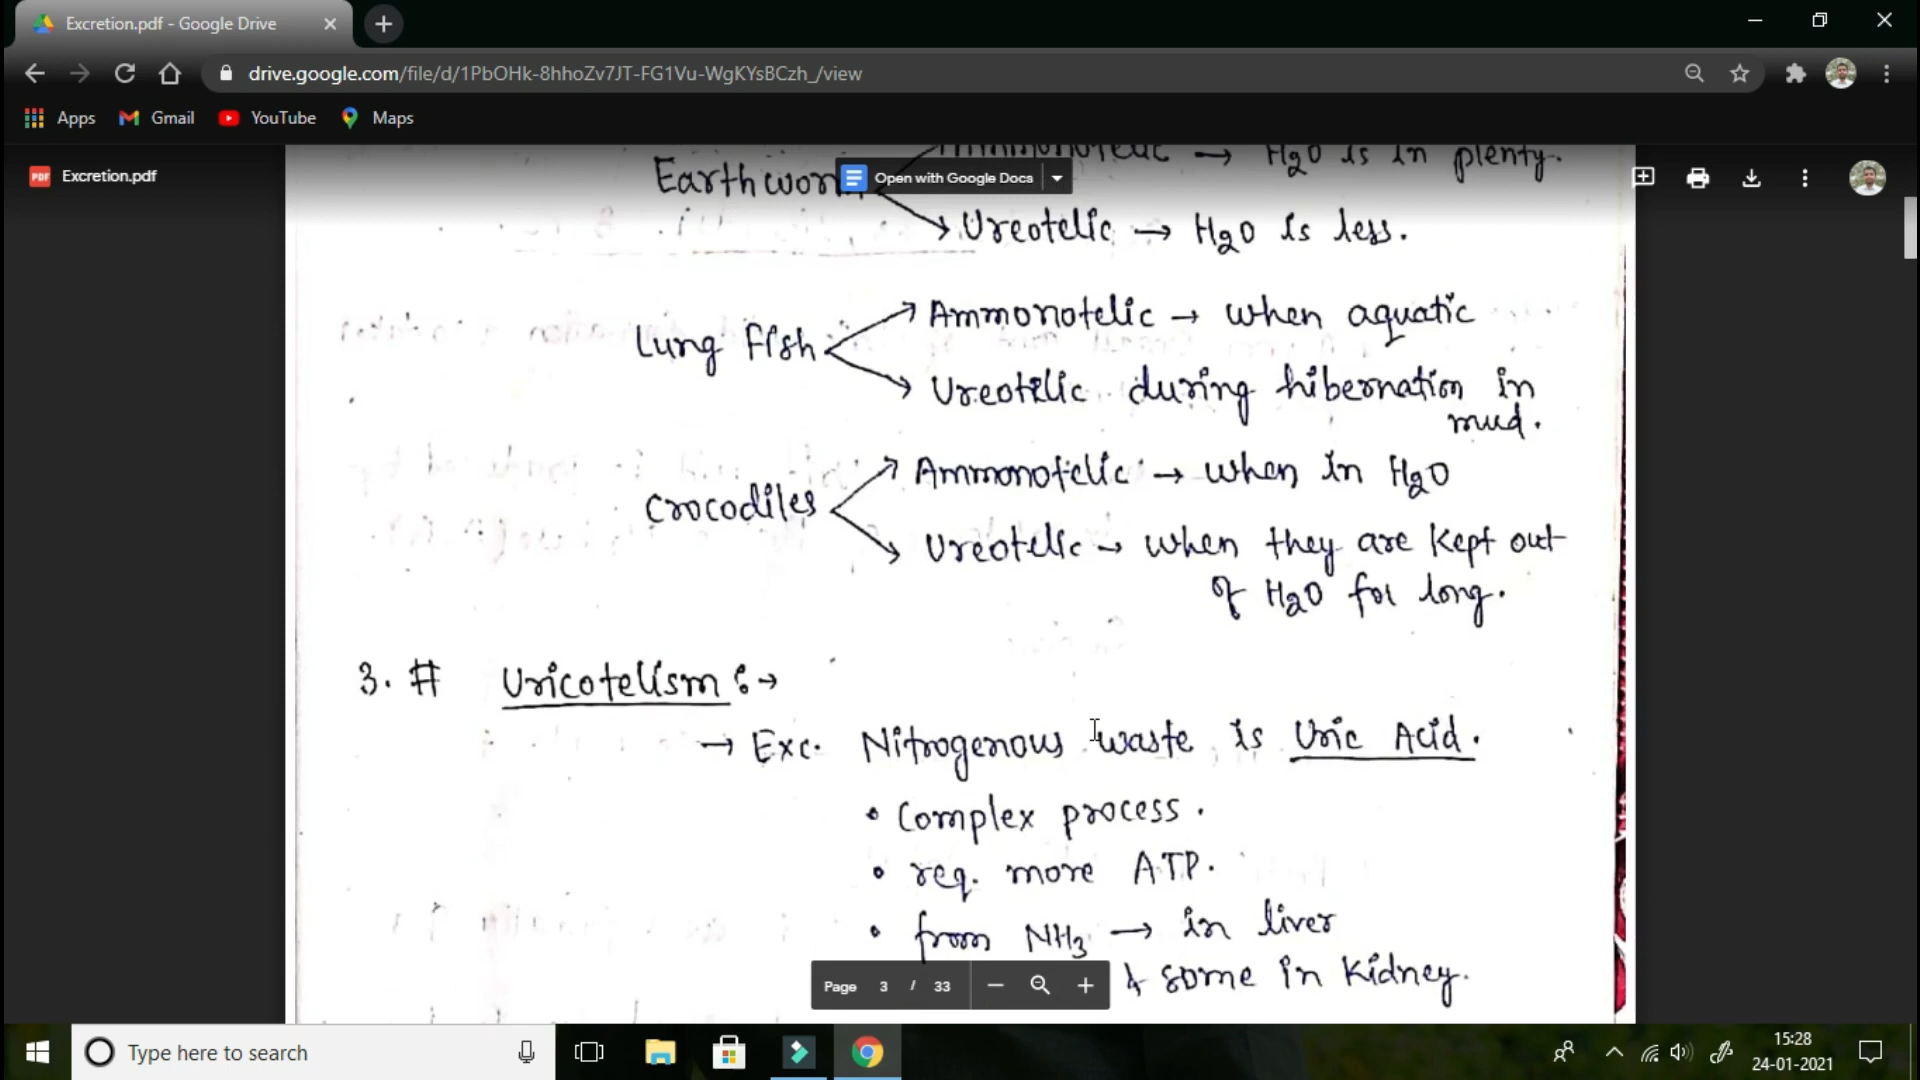 Excretion.pdf - Google Drive
drive.google.com/file/d/1PbOHk-8hhoZv7JT-FG1Vu-WgKYsBCzh_/view
Apps Gmail YouTube Maps
PDF Excretion.pdf
Open with Google Docs
Ammonotelic → H2O is in plenty.
Earthworm
Ureotelic → H2O is less.
Ammonotelic → when aquatic
Lung Fish
Ureotelic during hibernation in
mud.
Ammonotelic → when in H2O
Crocodiles
Ureotelic → when they are kept out
of H2O for long.
3. # Uricotelism :→
→ Exc. Nitrogenous waste is Uric Acid.
• Complex process.
• req. more ATP.
• from NH3 → in liver
& some in kidney.
Page 3 / 33
Type here to search
15:28
24-01-2021